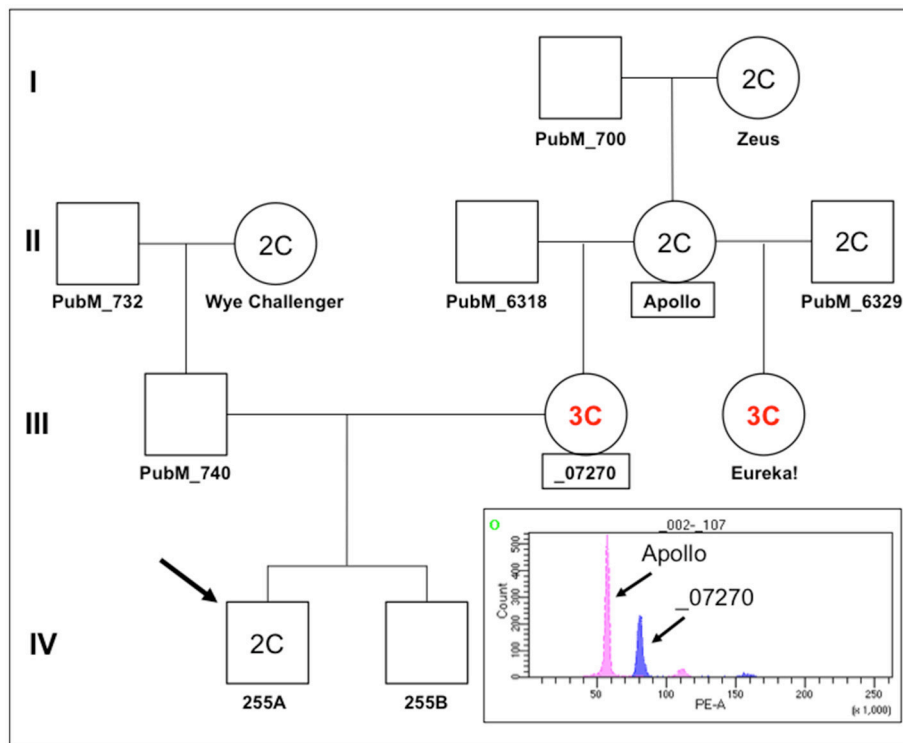 I
2C
PubM_700
Zeus
II
2C
2C
2C
PubM_732
Wye Challenger
PubM_6318
Apollo
PubM_6329
III
3C
3C
PubM_740
_07270
Eureka!
O
_002-_107
Apollo
_07270
Count
0 100 200 300 400 500
50 100 150 200 250
PE-A
(x 1,000)
IV
2C
255A
255B